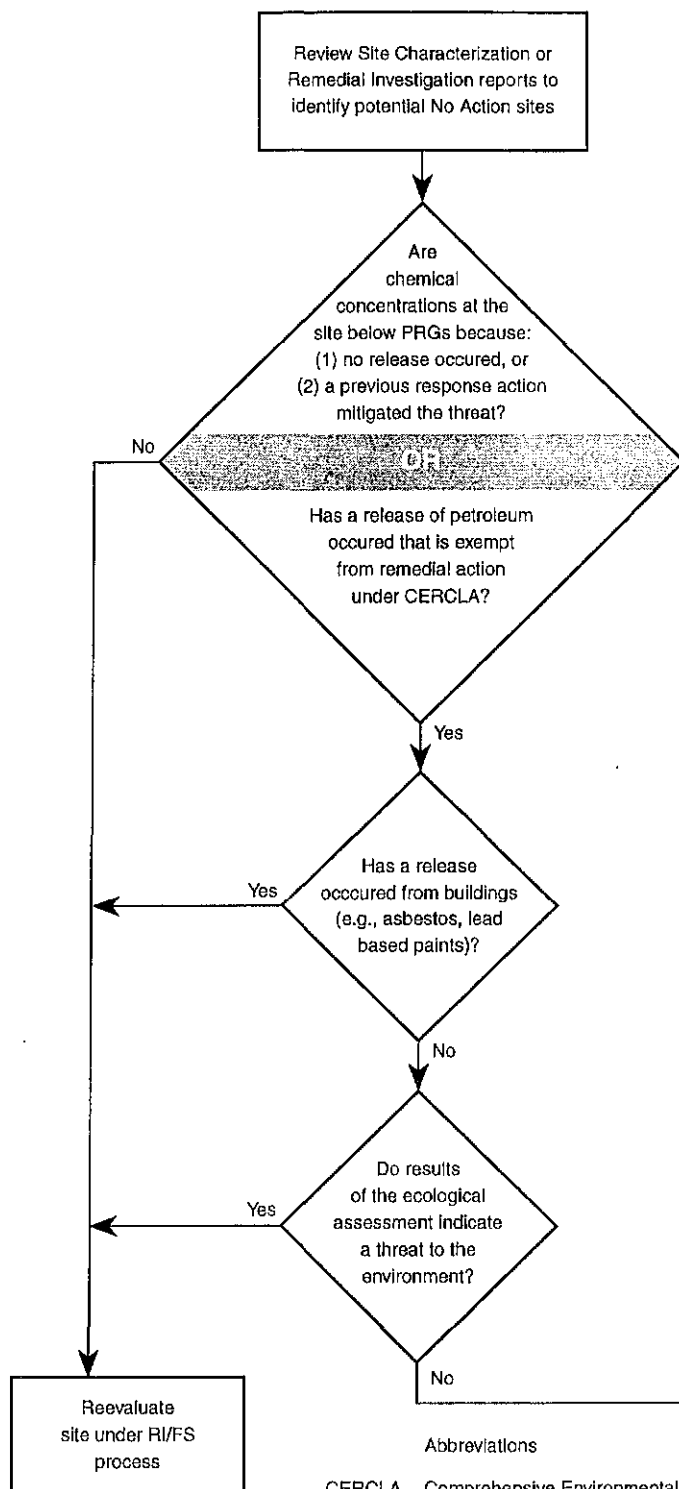 Review Site Characterization or
Remedial Investigation reports to
identify potential No Action sites
Are
chemical
concentrations at the
site below PRGs because:
(1) no release occured, or
(2) a previous response action
mitigated the threat?
No
OR
Has a release of petroleum
occured that is exempt
from remedial action
under CERCLA?
Yes
Has a release
occcured from buildings
(e.g., asbestos, lead
based paints)?
Yes
No
Do results
of the ecological
assessment indicate
a threat to the
environment?
Yes
No
Reevaluate
site under RI/FS
process
Abbreviations
CERCLA Comprehensive Environmental